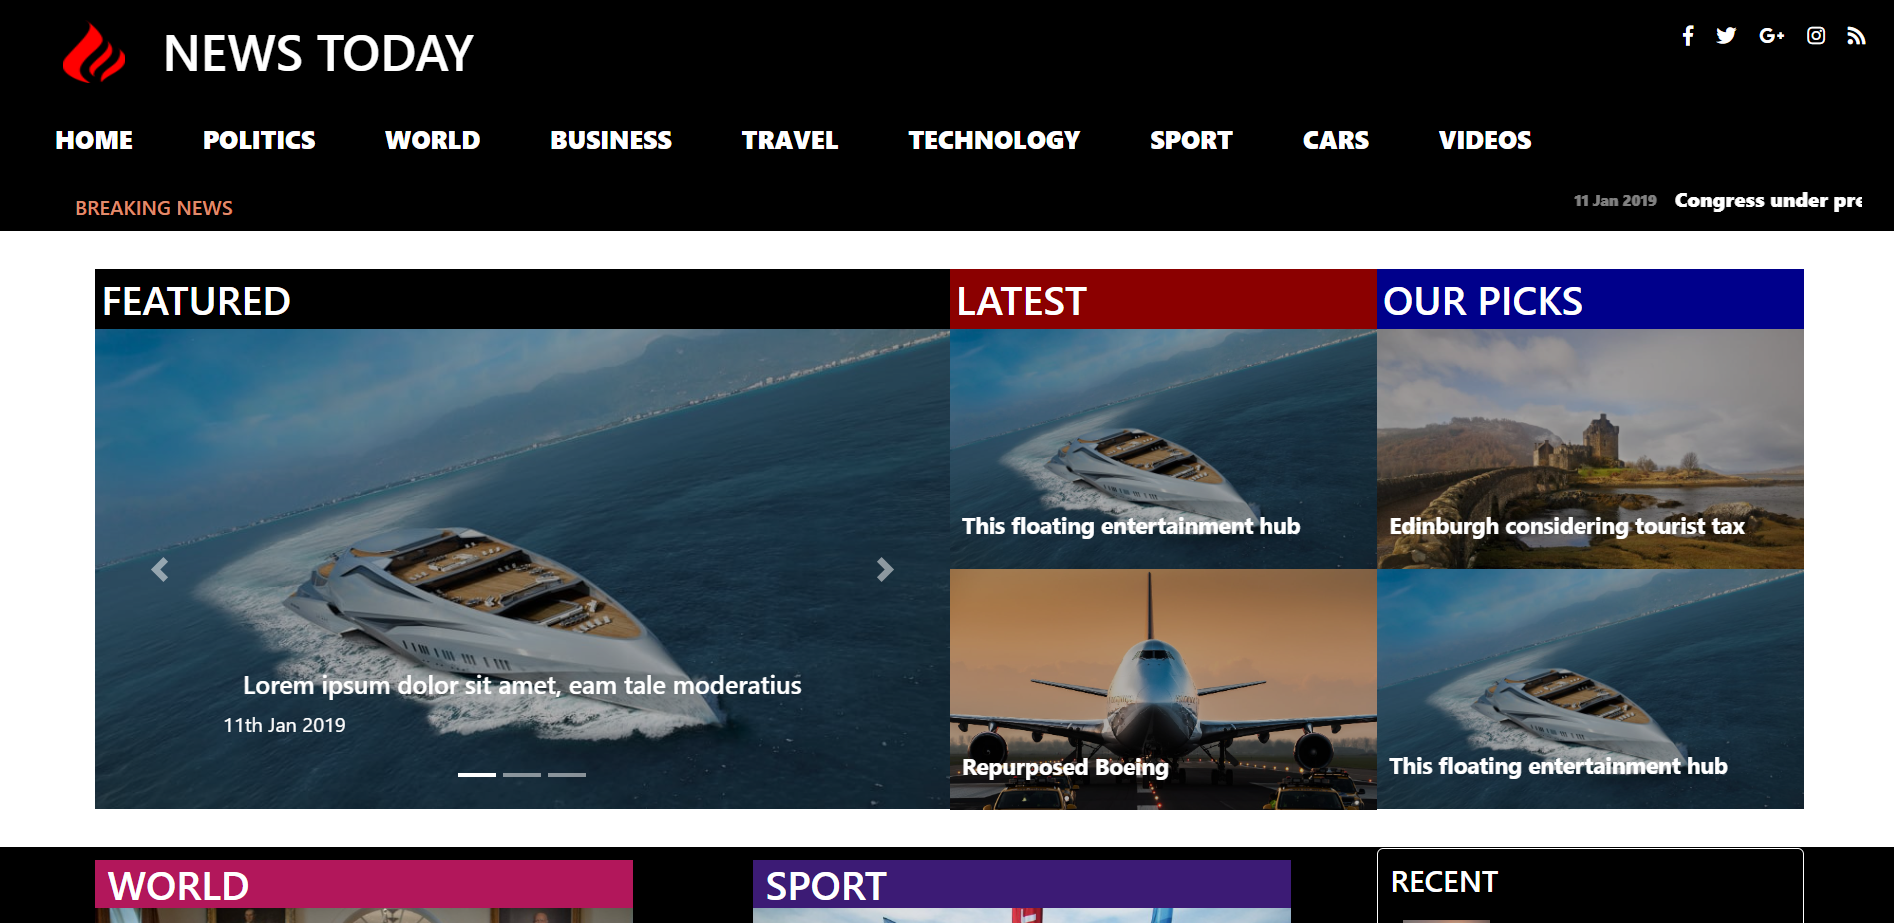 NEWS TODAY
HOME POLITICS WORLD BUSINESS TRAVEL TECHNOLOGY SPORT CARS VIDEOS
BREAKING NEWS
11 Jan 2019 Congress under pre
FEATURED
Lorem ipsum dolor sit amet, eam tale moderatius
11th Jan 2019
LATEST
This floating entertainment hub
Repurposed Boeing
OUR PICKS
Edinburgh considering tourist tax
This floating entertainment hub
WORLD
SPORT
RECENT